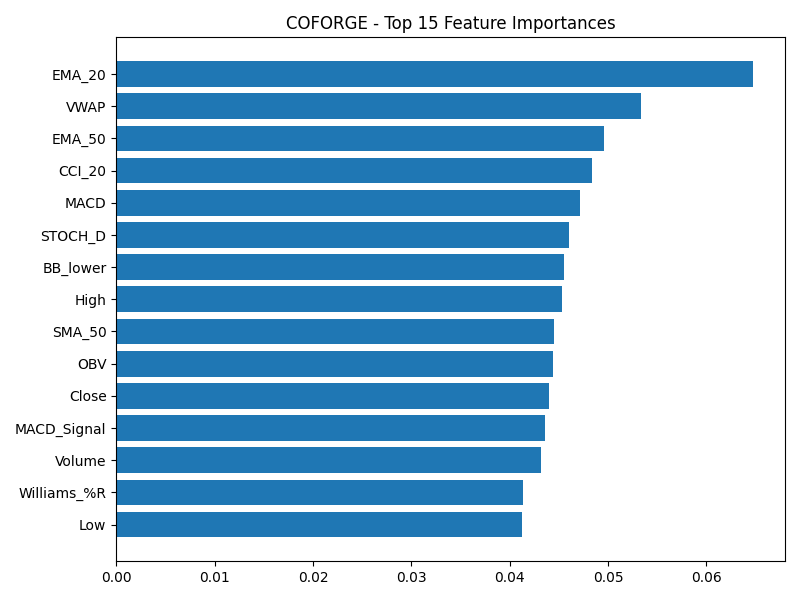 COFORGE - Top 15 Feature Importances
EMA_20
VWAP
EMA_50
CCI_20
MACD
STOCH_D
BB_lower
High
SMA_50
OBV
Close
MACD_Signal
Volume
Williams_%R
Low
0.00 0.01 0.02 0.03 0.04 0.05 0.06